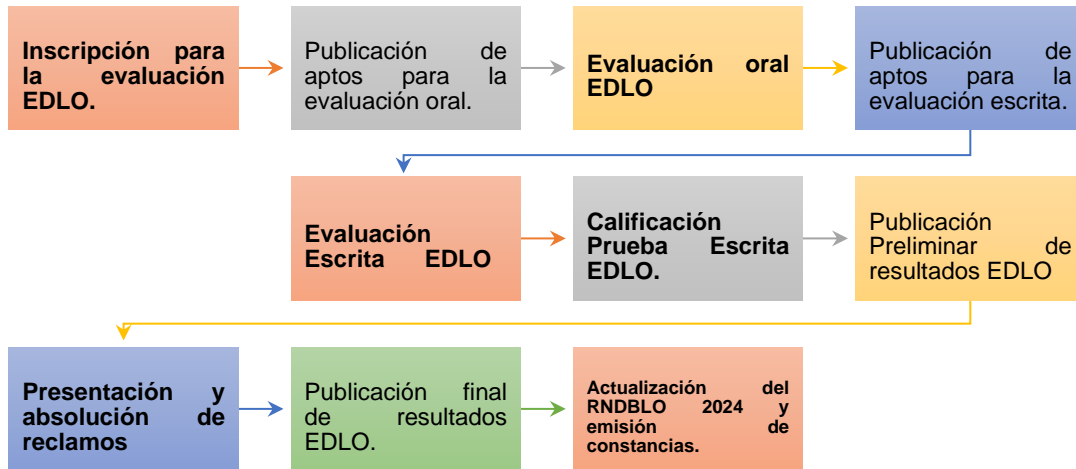 Inscripción para
la evaluación
EDLO.
Publicación de
aptos para la
evaluación oral.
Evaluación oral
EDLO
Publicación de
aptos para la
evaluación escrita.
Evaluación
Escrita EDLO
Calificación
Prueba Escrita
EDLO.
Publicación
Preliminar de
resultados EDLO
Presentación y
absolución de
reclamos
Publicación final
de resultados
EDLO.
Actualización del
RNDBLO 2024 y
emisión de
constancias.